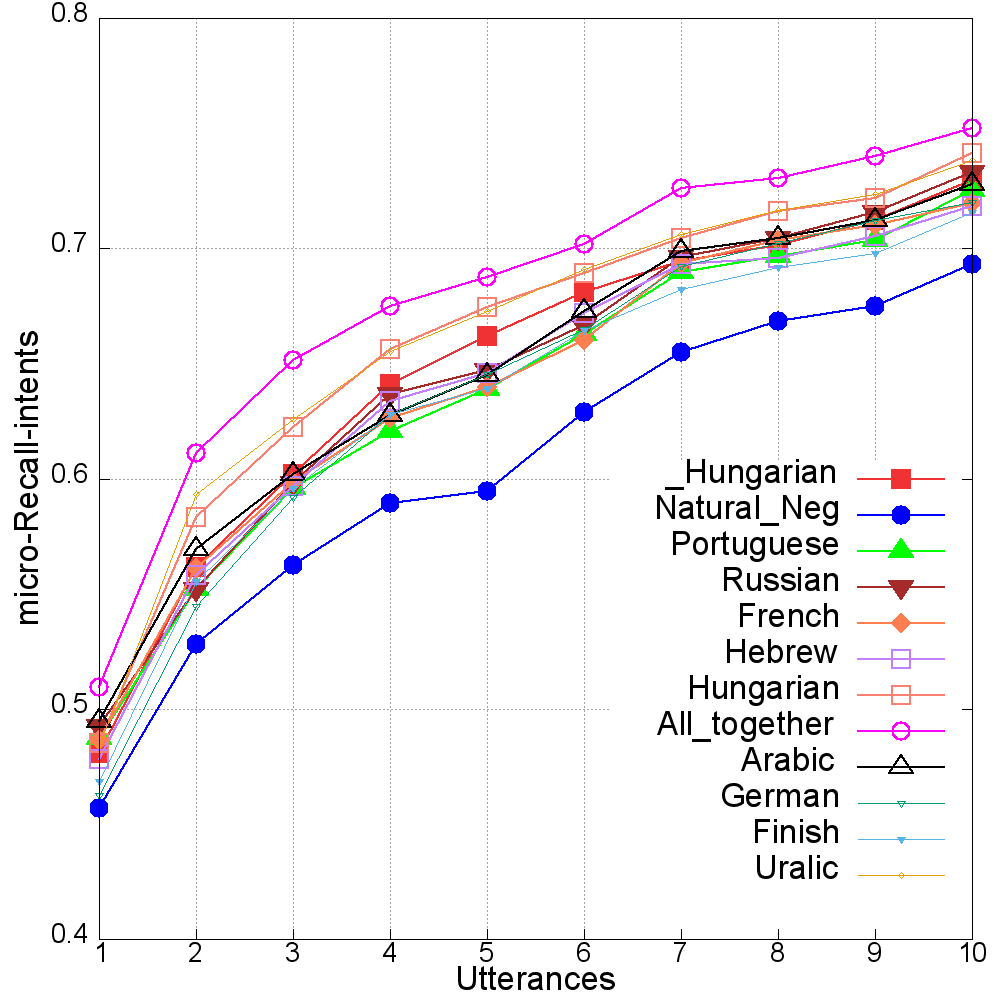 0.8
0.7
0.6
0.5
0.4
micro-Recall-intents
_Hungarian
Natural_Neg
Portuguese
Russian
French
Hebrew
Hungarian
All_together
Arabic
German
Finish
Uralic
1 2 3 4 5 6 7 8 9 10
Utterances